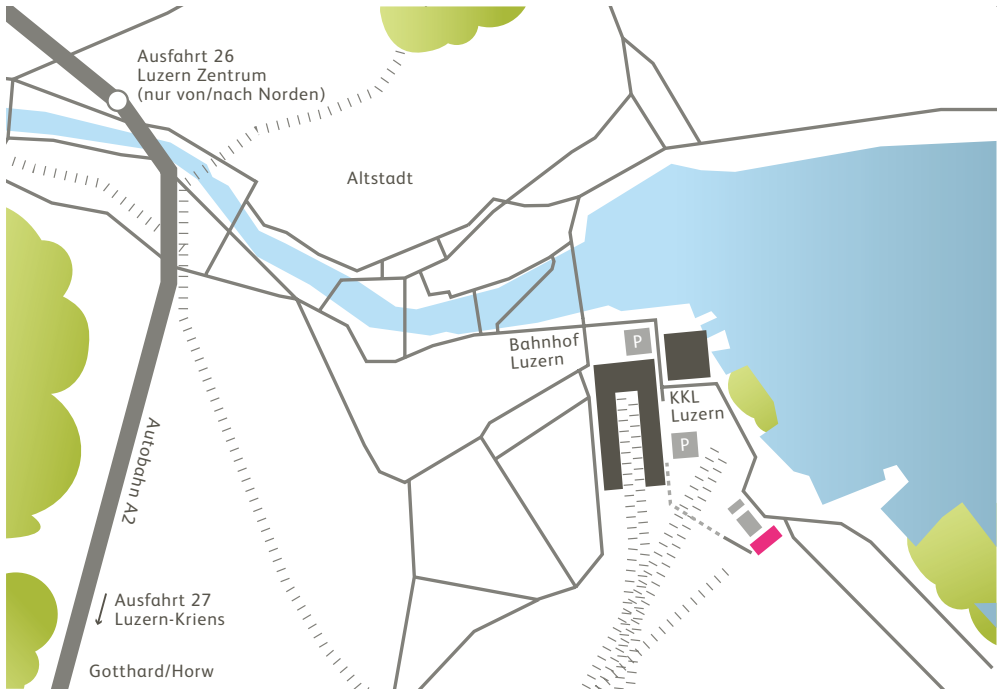 Ausfahrt 26
Luzern Zentrum
(nur von/nach Norden)
Altstadt
Bahnhof
Luzern
P
KKL
Luzern
P
Autobahn A2
Ausfahrt 27
Luzern-Kriens
Gotthard/Horw